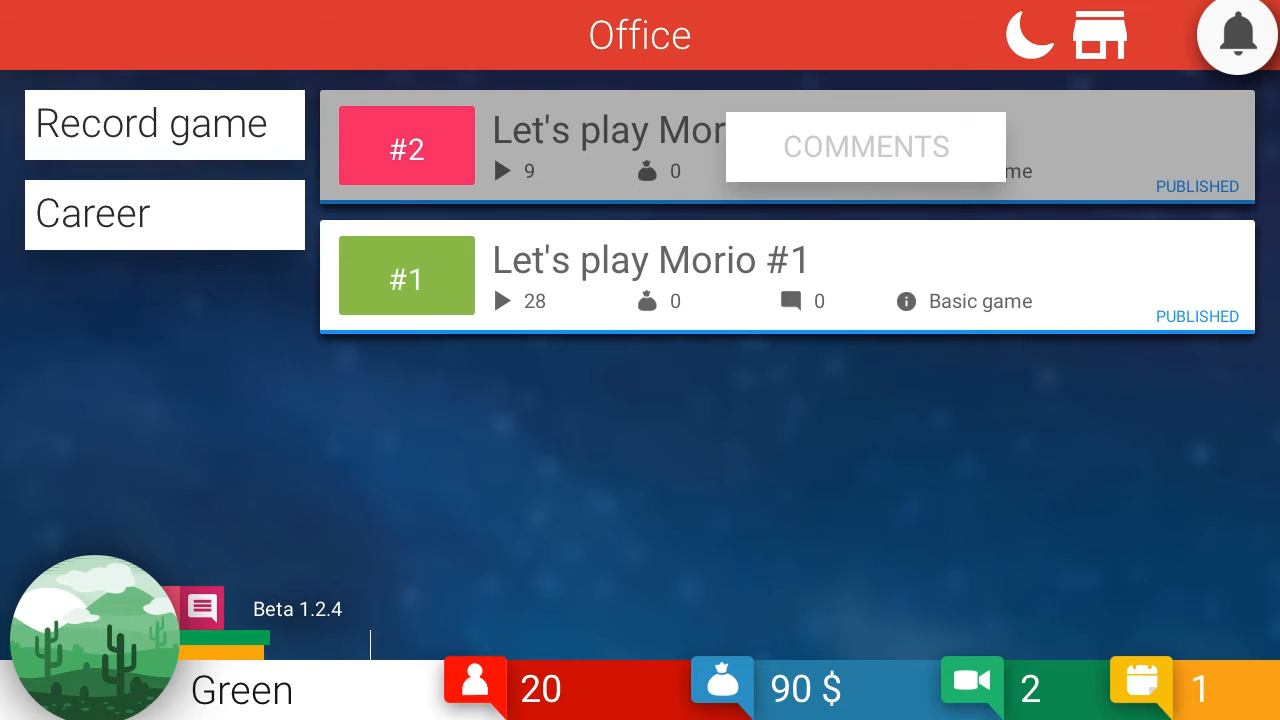 Office
Record game
Career
#2
Let's play Mor
COMMENTS
9
0
me
PUBLISHED
#1
Let's play Morio #1
28
0
0
Basic game
PUBLISHED
Beta 1.2.4
Green
20
90 $
2
1